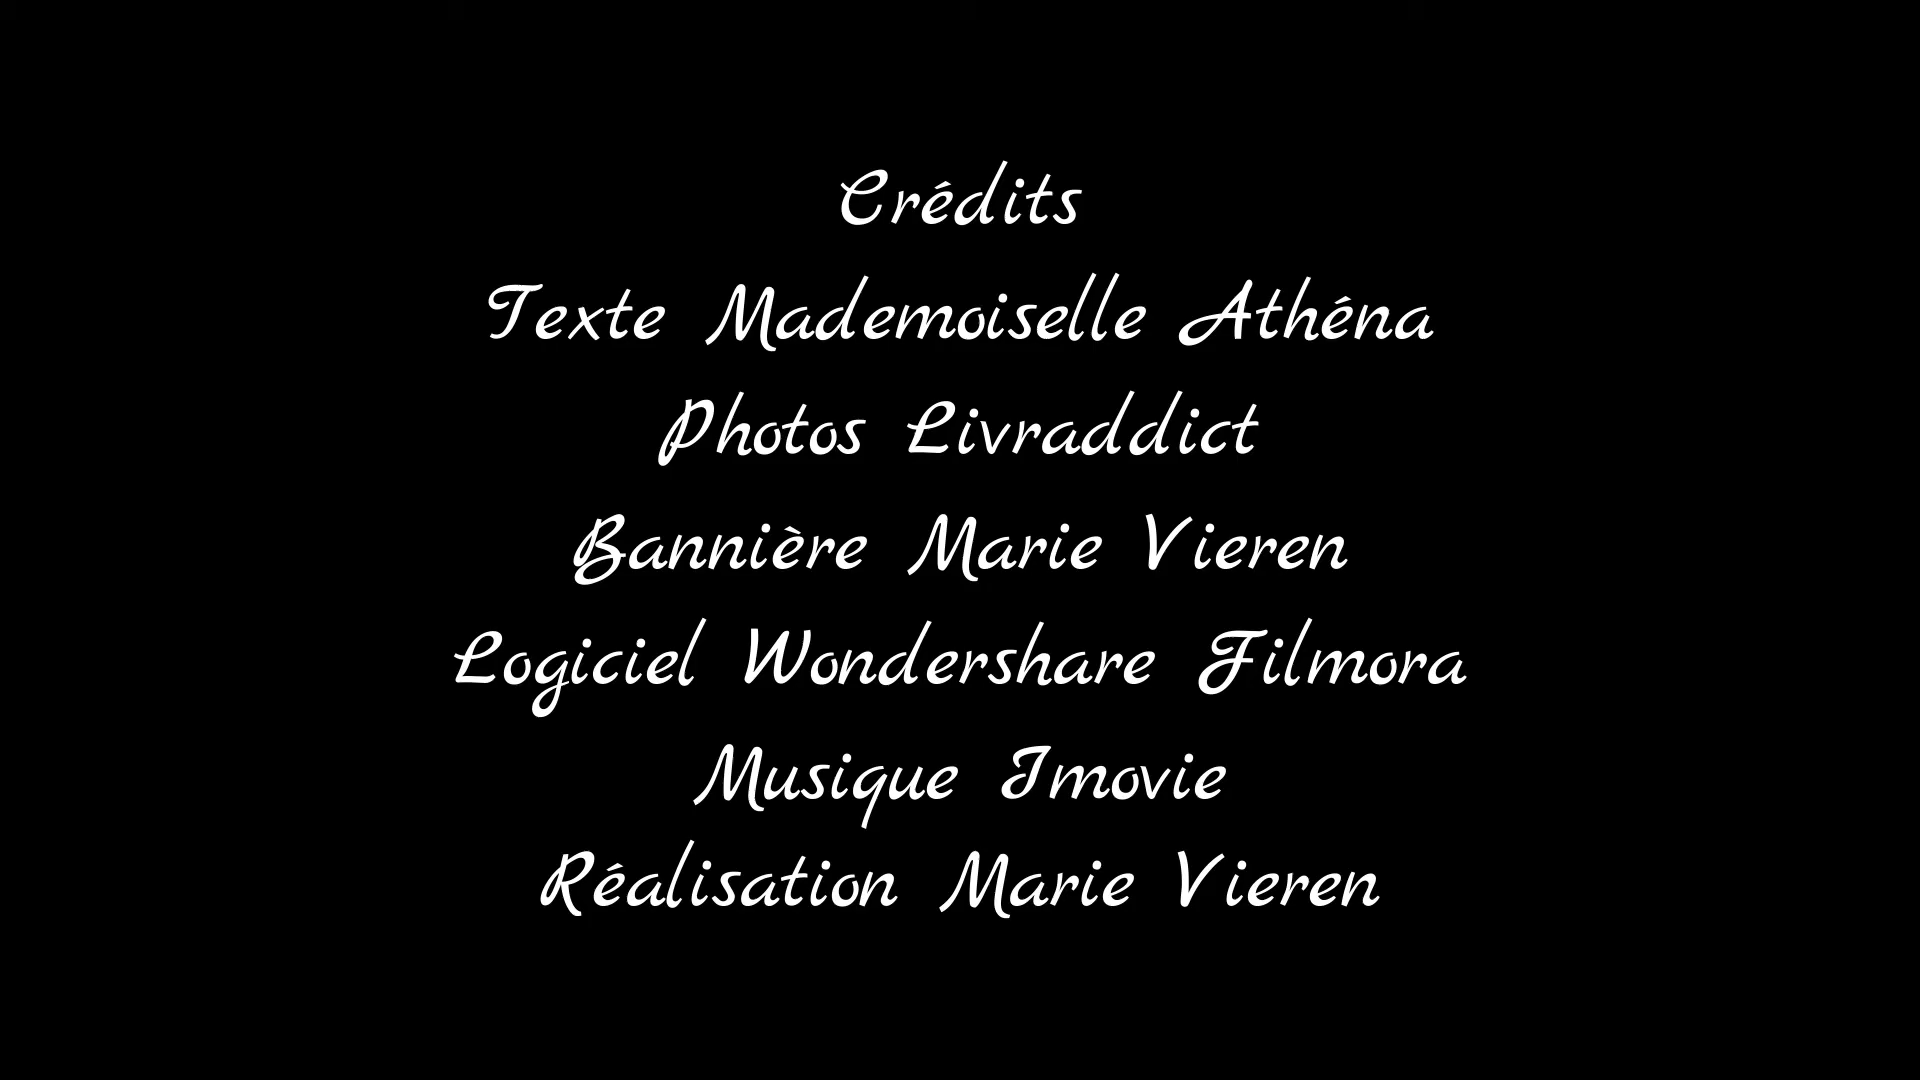 Crédits
Texte Mademoiselle Athéna
Photos Livraddict
Bannière Marie Vieren
Logiciel Wondershare Filmora
Musique Imovie
Réalisation Marie Vieren